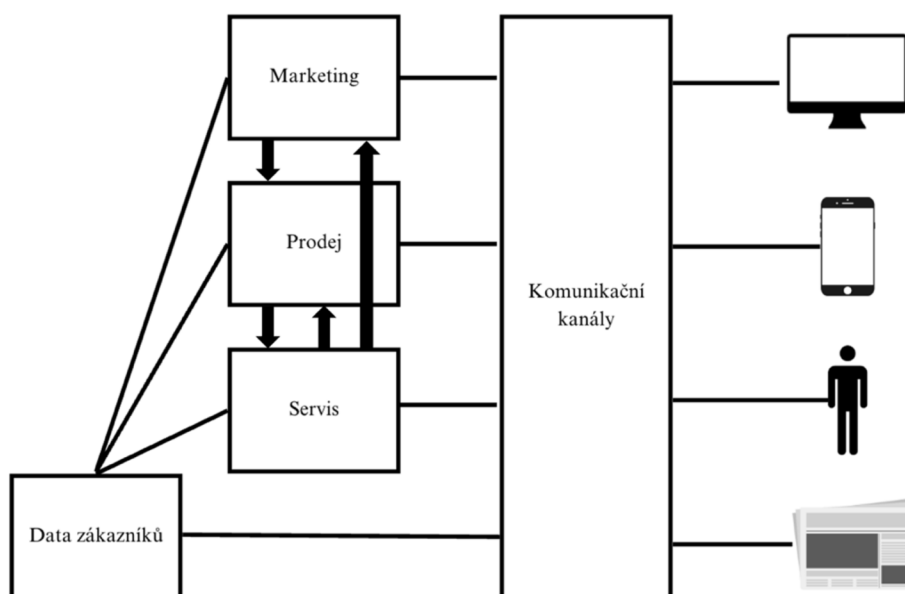 Marketing
Prodej
Servis
Data zákazníků
Komunikační
kanály